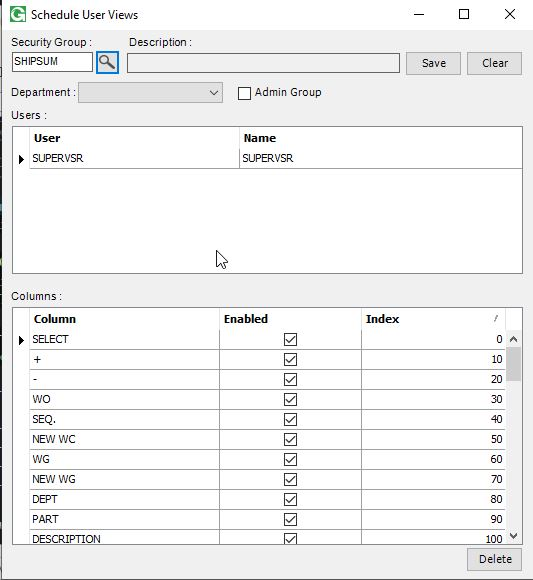 G Schedule User Views
Security Group : Description :
SHIPSUM Save Clear
Department : Admin Group
Users :
User Name
SUPERVSR SUPERVSR
Columns :
Column Enabled Index
SELECT 0
+ 10
- 20
WO 30
SEQ. 40
NEW WC 50
WG 60
NEW WG 70
DEPT 80
PART 90
DESCRIPTION 100
Delete